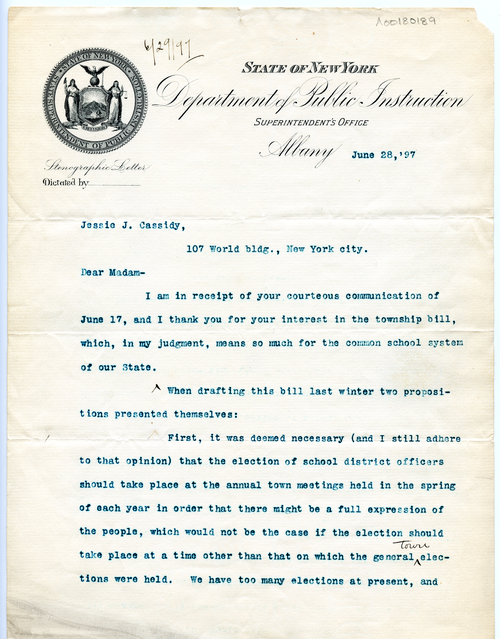 A00180189
6/29/97
STATE OF NEW YORK
Department of Public Instruction
SUPERINTENDENT'S OFFICE
Albany June 28,'97
Stenographic Letter
Dictated by
Jessie J. Cassidy,
107 World bldg., New York city.
Dear Madam-
I am in receipt of your courteous communication of
June 17, and I thank you for your interest in the township bill,
which, in my judgment, means so much for the common school system
of our State.
^ When drafting this bill last winter two proposi-
tions presented themselves:
First, it was deemed necessary (and I still adhere
to that opinion) that the election of school district officers
should take place at the annual town meetings held in the spring
of each year in order that there might be a full expression of
the people, which would not be the case if the election should
take place at a time other than that on which the general ^ Town elec-
tions were held. We have too many elections at present, and